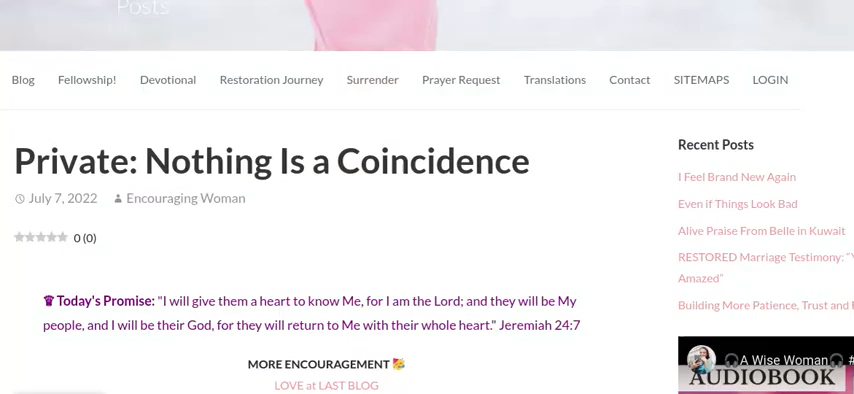 Posts
Blog Fellowship! Devotional Restoration Journey Surrender Prayer Request Translations Contact SITEMAPS LOGIN
Private: Nothing Is a Coincidence
July 7, 2022 Encouraging Woman
0 (0)
♛ Today's Promise: "I will give them a heart to know Me, for I am the Lord; and they will be My
people, and I will be their God, for they will return to Me with their whole heart." Jeremiah 24:7
MORE ENCOURAGEMENT 🥳
LOVE at LAST BLOG
Recent Posts
I Feel Brand New Again
Even if Things Look Bad
Alive Praise From Belle in Kuwait
RESTORED Marriage Testimony: "Y
Amazed"
Building More Patience, Trust and
🎧A Wise Woman🎧 #
AUDIOBOOK